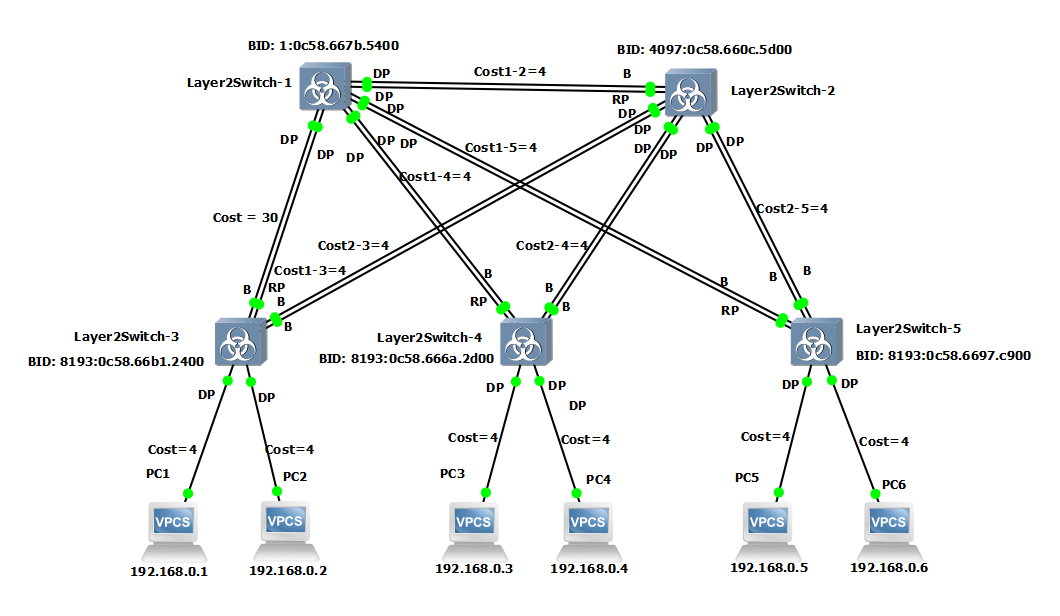 BID: 1:0c58.667b.5400
BID: 4097:0c58.660c.5d00
Layer2Switch-1
DP
Cost1-2=4
B
Layer2Switch-2
DP
RP
DP
DP
DP
DP
DP
DP
DP
DP
DP
DP
DP
DP
DP
Cost1-5=4
Cost1-4=4
Cost = 30
Cost2-5=4
Cost2-3=4
Cost2-4=4
Cost1-3=4
B
B
B
RP
B
B
B
B
RP
B
B
RP
B
Layer2Switch-3
Layer2Switch-4
Layer2Switch-5
BID: 8193:0c58.66b1.2400
BID: 8193:0c58.666a.2d00
BID: 8193:0c58.6697.c900
DP
DP
DP
DP
DP
DP
DP
Cost=4
Cost=4
Cost=4
Cost=4
Cost=4
Cost=4
PC1
PC2
PC3
PC4
PC5
PC6
VPCS
VPCS
VPCS
VPCS
VPCS
VPCS
192.168.0.1
192.168.0.2
192.168.0.3
192.168.0.4
192.168.0.5
192.168.0.6